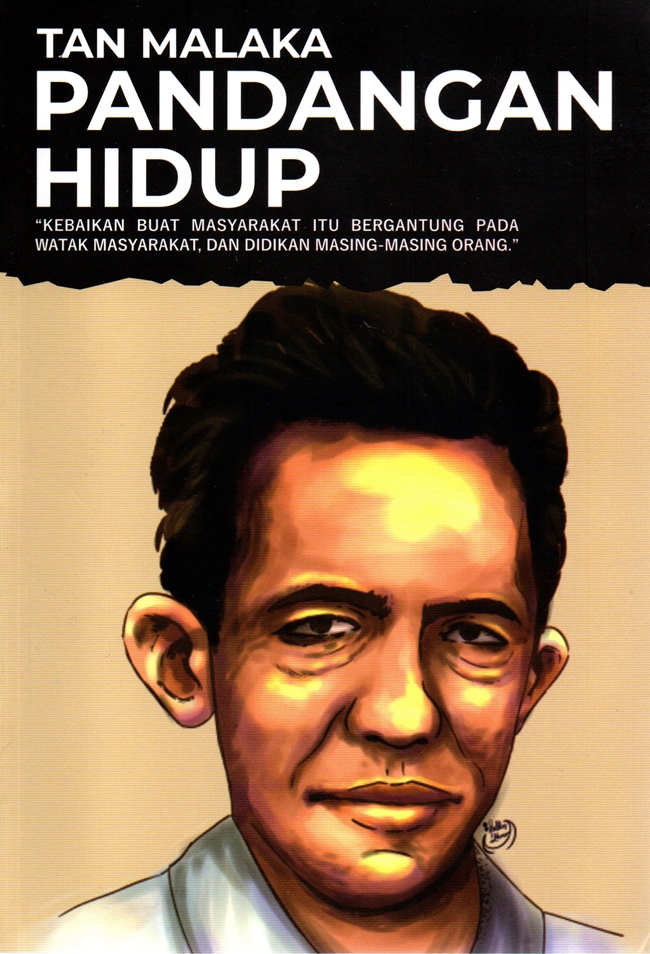 TAN MALAKA
PANDANGAN
HIDUP
“KEBAIKAN BUAT MASYARAKAT ITU BERGANTUNG PADA
WATAK MASYARAKAT, DAN DIDIKAN MASING-MASING ORANG.”